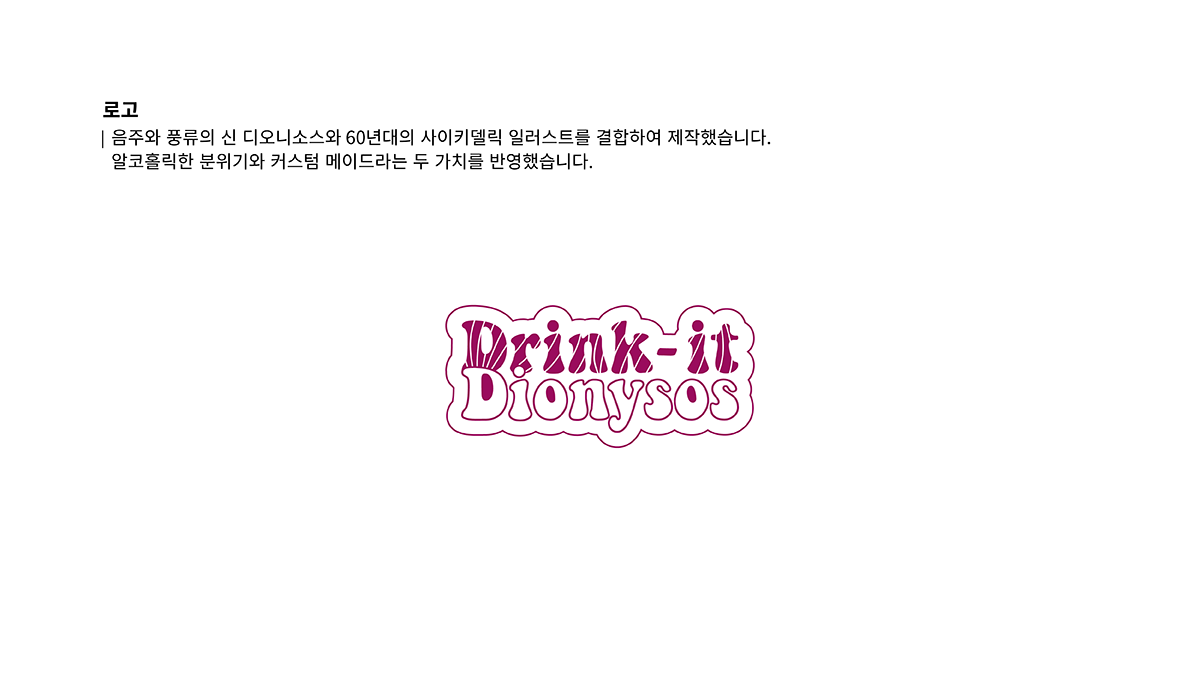 로고
| 음주와 풍류의 신 디오니소스와 60년대의 사이키델릭 일러스트를 결합하여 제작했습니다.
알코홀릭한 분위기와 커스텀 메이드라는 두 가치를 반영했습니다.
Drink-it
Dionysos